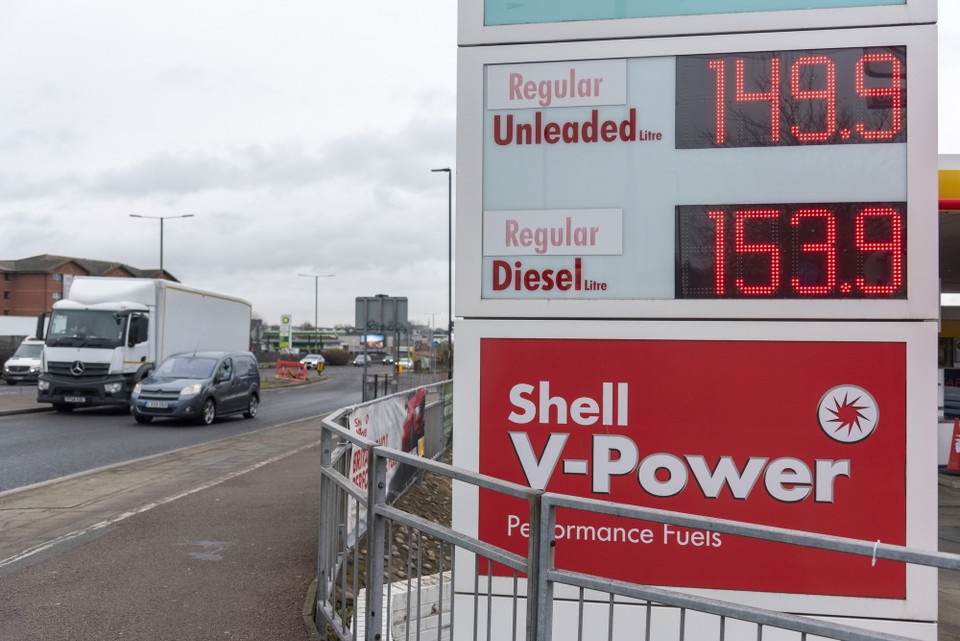 Regular
149.9
Unleaded Litre
Regular
153.9
Diesel Litre
Shell
V-Power
Performance Fuels